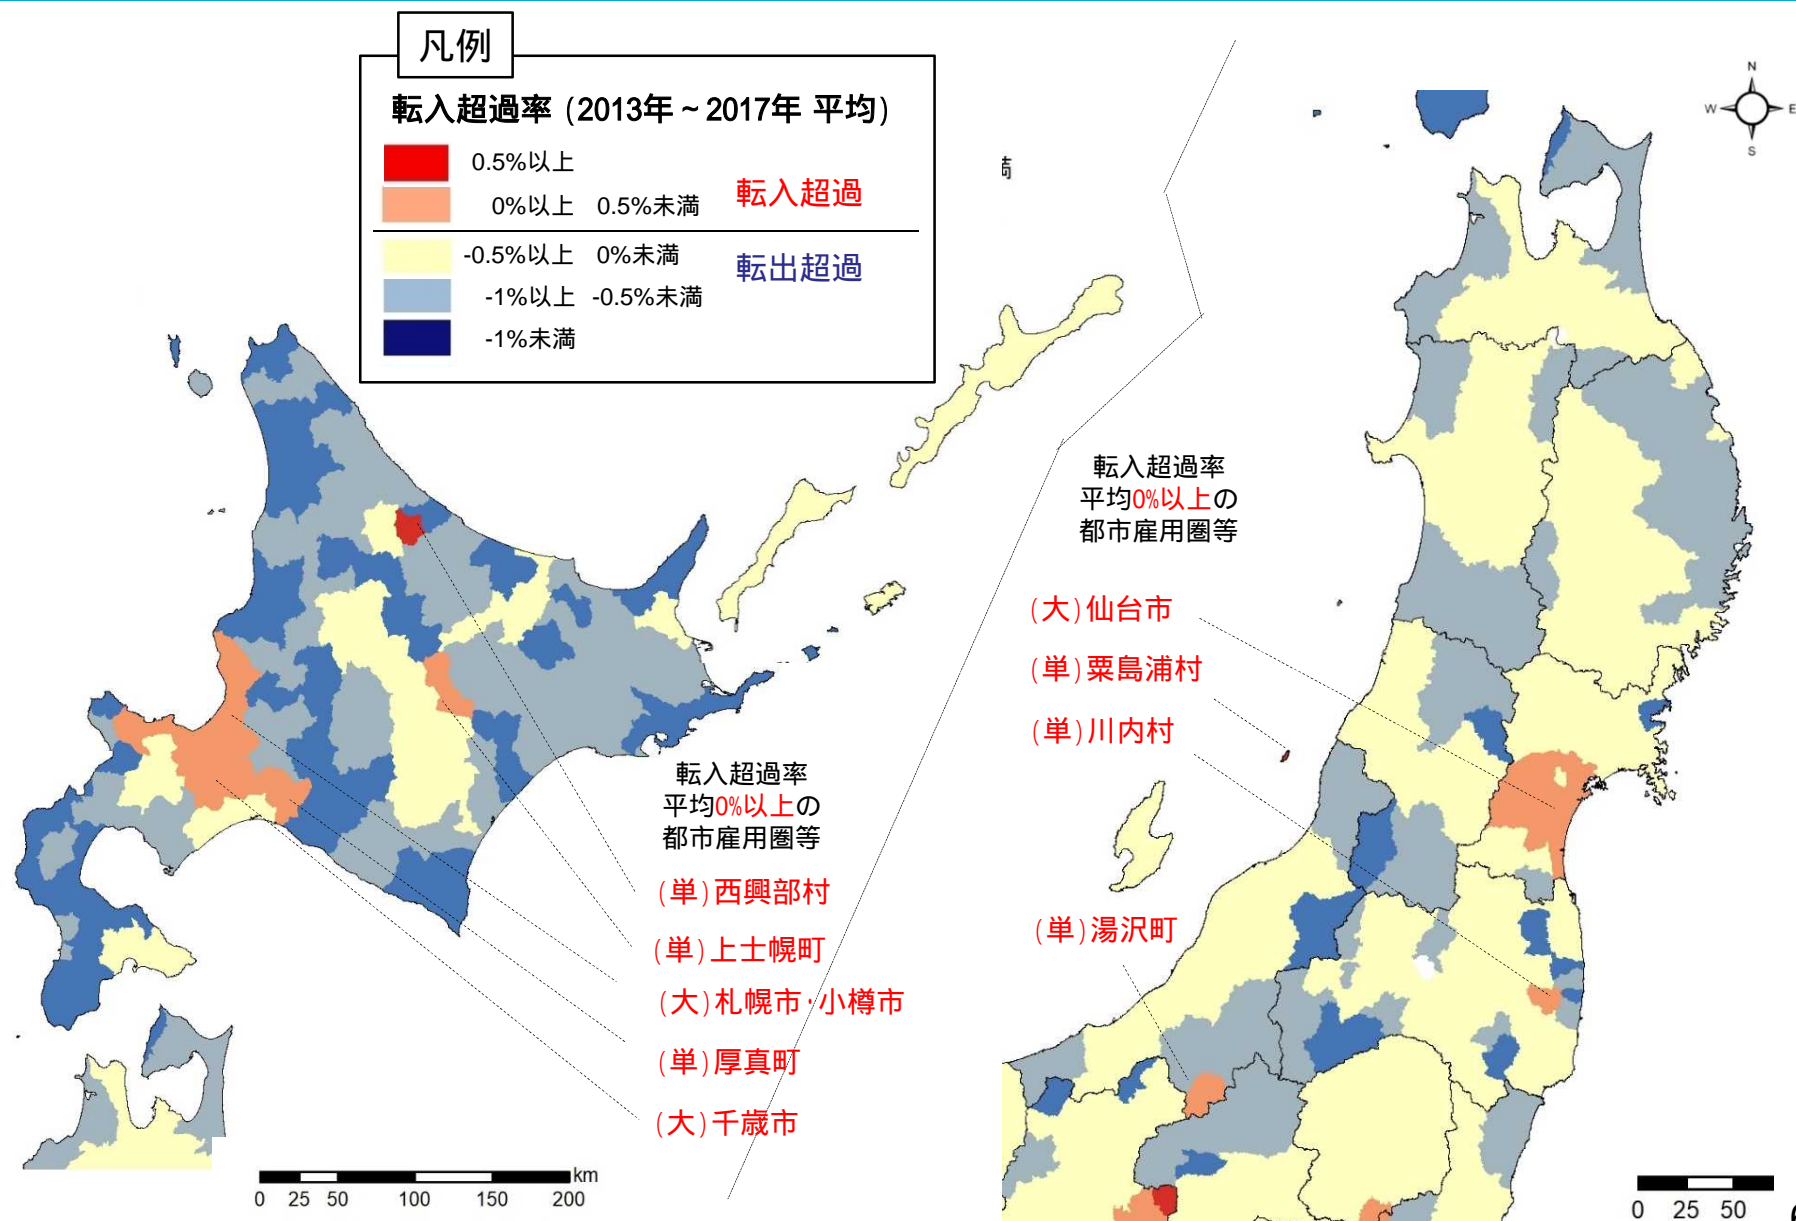 凡例
転入超過率（2013年～2017年 平均）
0.5%以上
0%以上 0.5%未満
転入超過
-0.5%以上 0%未満
転出超過
-1%以上 -0.5%未満
-1%未満
転入超過率
平均0%以上の
都市雇用圏等
(単)西興部村
(単)上士幌町
(大)札幌市・小樽市
(単)厚真町
(大)千歳市
km
0 25 50 100 150 200
N
W E
S
転入超過率
平均0%以上の
都市雇用圏等
(大)仙台市
(単)粟島浦村
(単)川内村
(単)湯沢町
0 25 50